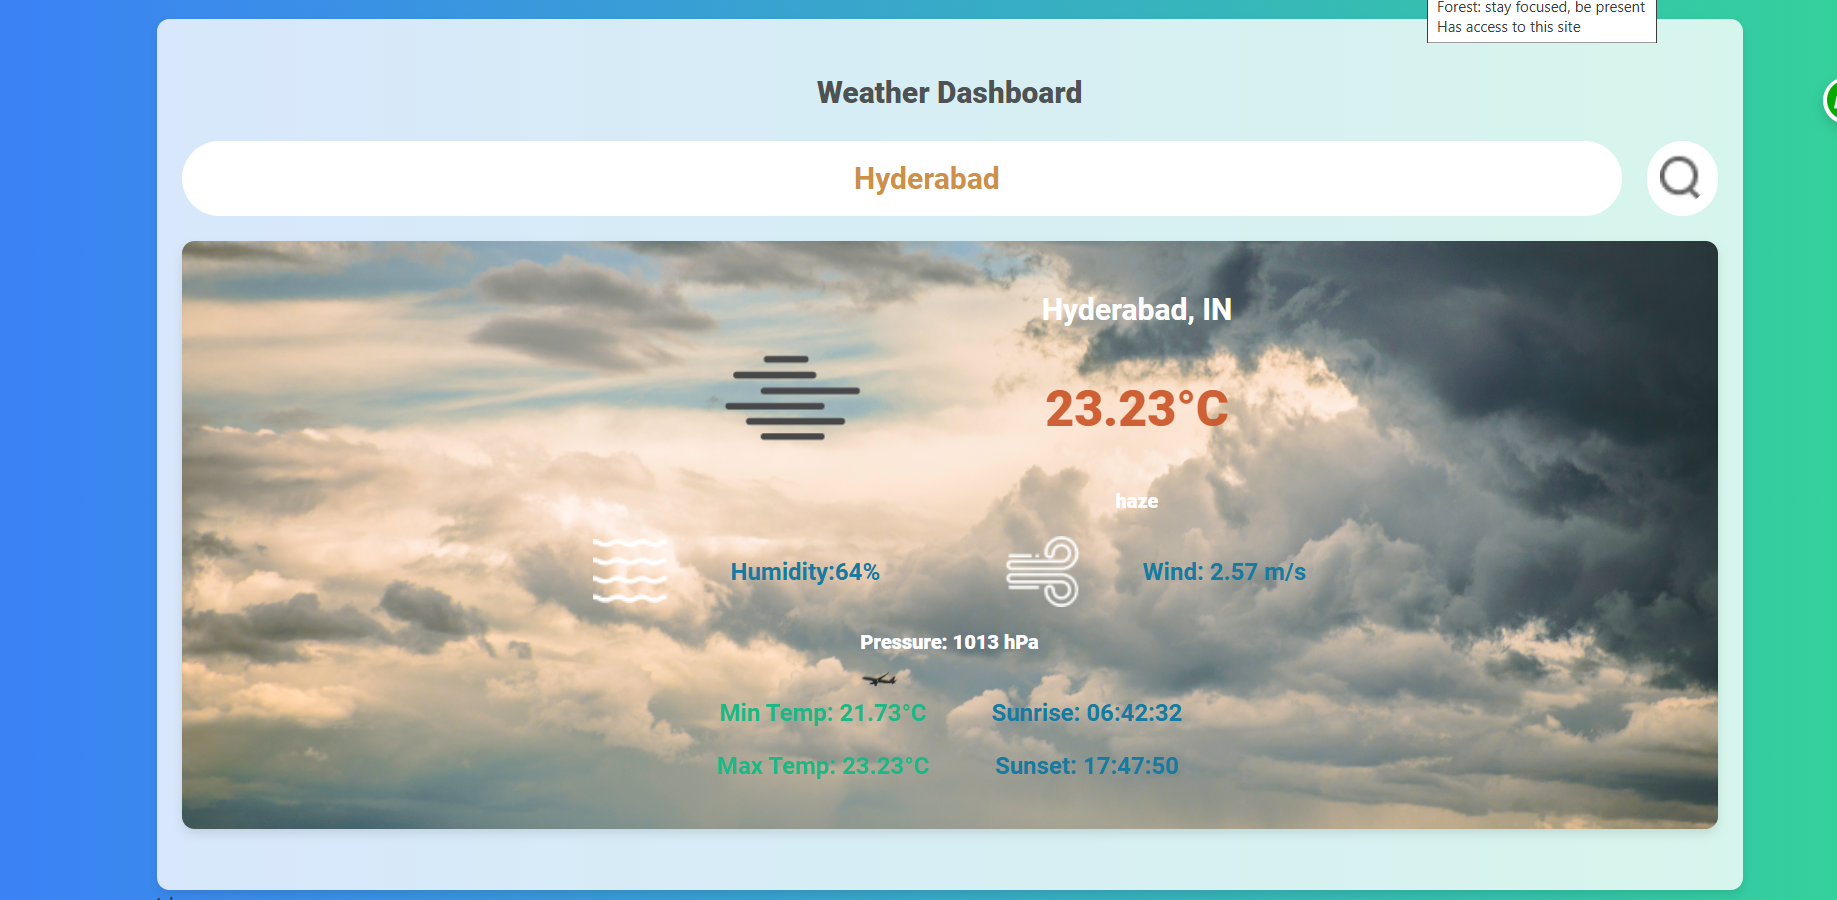 Forest: stay focused, be present
Has access to this site
Weather Dashboard
Hyderabad
Hyderabad, IN
23.23°C
haze
Humidity:64%
Wind: 2.57 m/s
Pressure: 1013 hPa
Min Temp: 21.73°C
Sunrise: 06:42:32
Max Temp: 23.23°C
Sunset: 17:47:50